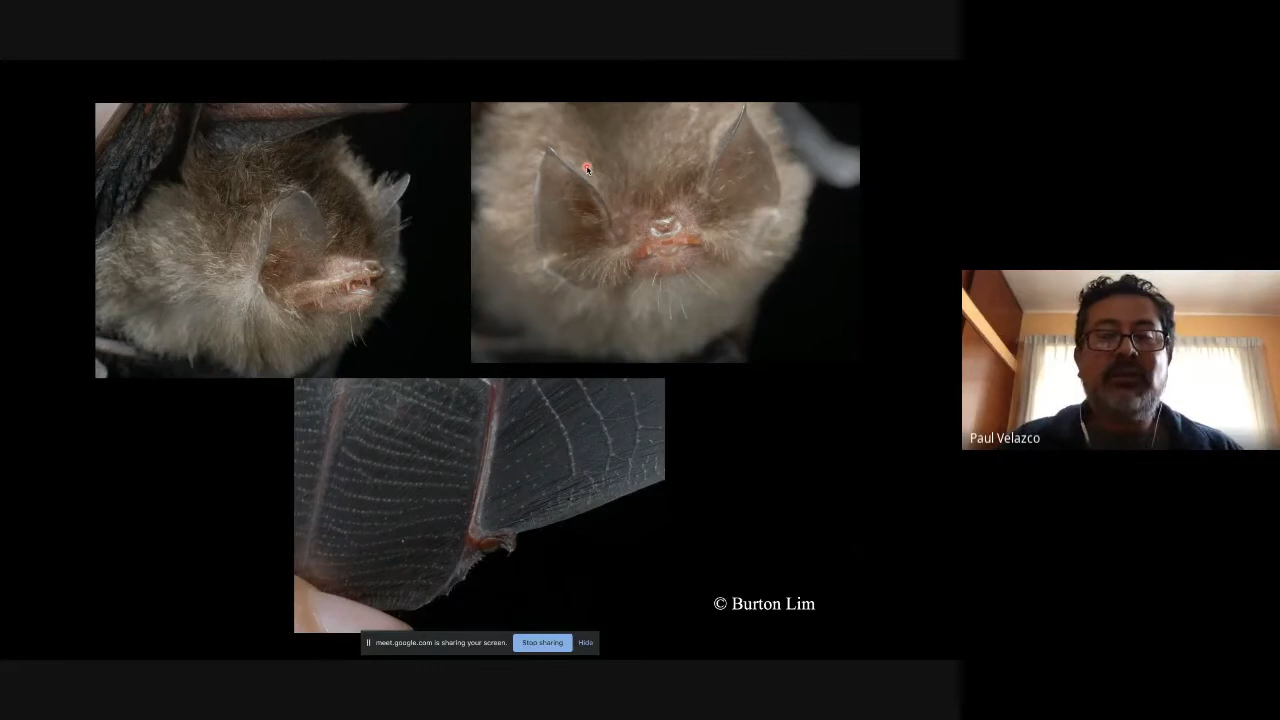 Paul Velazco
© Burton Lim
meet.google.com is sharing your screen.
Stop sharing
Hide